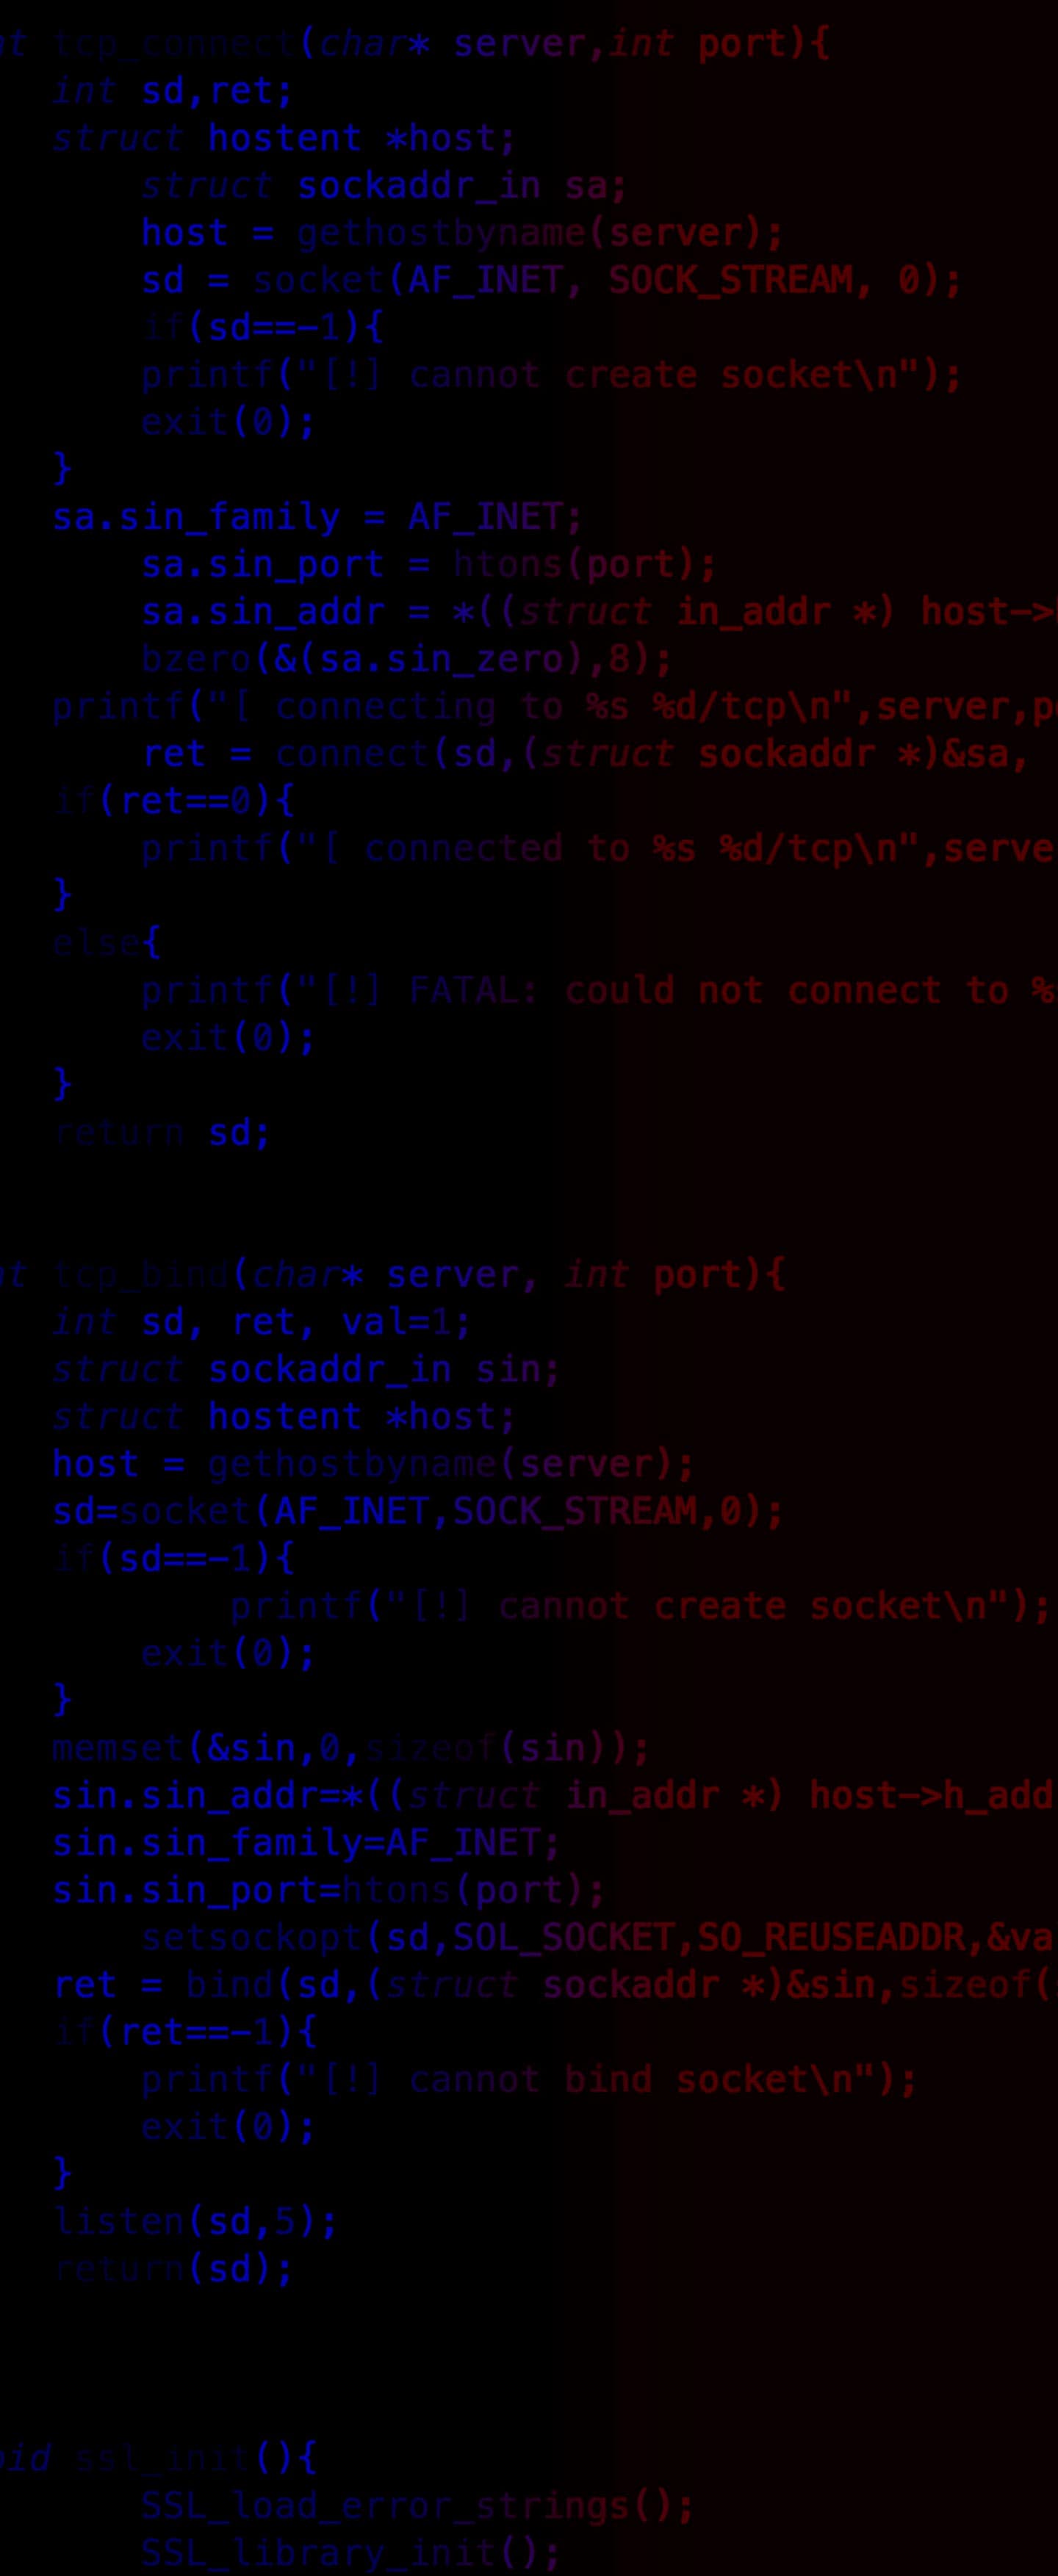 nt tcp_connect(char* server,int port){
int sd,ret;
struct hostent *host;
struct sockaddr_in sa;
host = gethostbyname(server);
sd = socket(AF_INET, SOCK_STREAM, 0);
if(sd==-1){
printf("[!] cannot create socket\n");
exit(0);
}
sa.sin_family = AF_INET;
sa.sin_port = htons(port);
sa.sin_addr = *((struct in_addr *) host->
bzero(&(sa.sin_zero),8);
printf("[ connecting to %s %d/tcp\n",server,po
ret = connect(sd,(struct sockaddr *)&sa,
if(ret==0){
printf("[ connected to %s %d/tcp\n",serve
}
else{
printf("[!] FATAL: could not connect to %
exit(0);
}
return sd;
nt tcp_bind(char* server, int port){
int sd, ret, val=1;
struct sockaddr_in sin;
struct hostent *host;
host = gethostbyname(server);
sd=socket(AF_INET,SOCK_STREAM,0);
if(sd==-1){
printf("[!] cannot create socket\n");
exit(0);
}
memset(&sin,0,sizeof(sin));
sin.sin_addr=*((struct in_addr *) host->h_add
sin.sin_family=AF_INET;
sin.sin_port=htons(port);
setsockopt(sd,SOL_SOCKET,SO_REUSEADDR,&va
ret = bind(sd,(struct sockaddr *)&sin,sizeof(
if(ret==-1){
printf("[!] cannot bind socket\n");
exit(0);
}
listen(sd,5);
return(sd);
oid ssl_init(){
SSL_load_error_strings();
SSL_library_init();